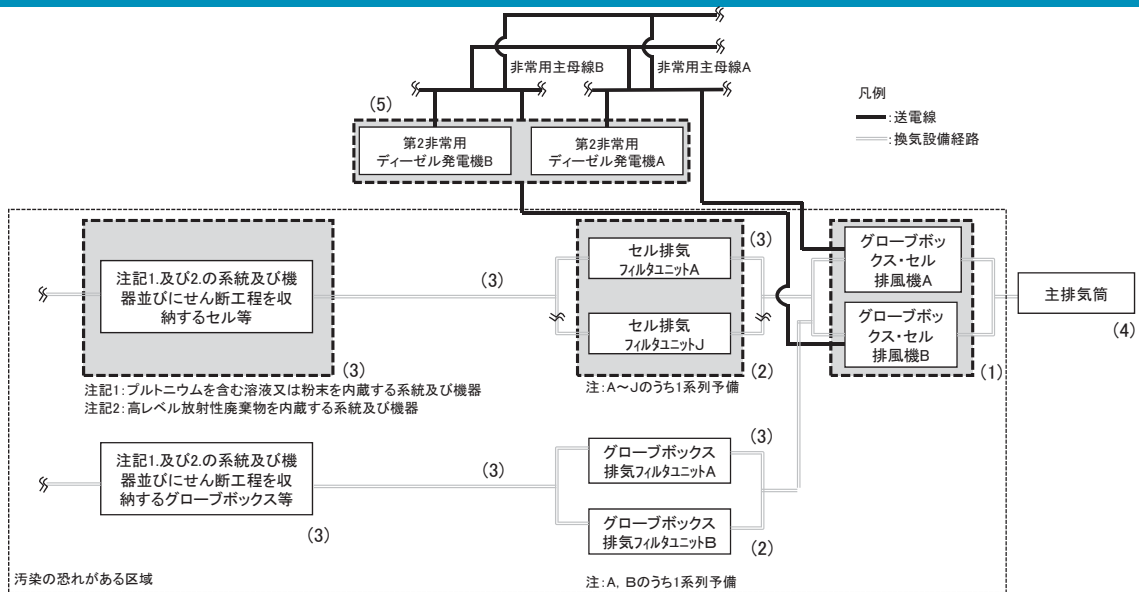 非常用主母線B
非常用主母線A
凡例
:送電線
:換気設備経路
(5)
第2非常用
ディーゼル発電機B
第2非常用
ディーゼル発電機A
注記1.及び2.の系統及び機
器並びにせん断工程を収
納するセル等
(3)
(3)
セル排気
フィルタユニットA
(3)
セル排気
フィルタユニットJ
(2)
注:A～Jのうち1系列予備
グローブボッ
クス・セル
排風機A
グローブボッ
クス・セル
排風機B
(1)
主排気筒
(4)
注記1:プルトニウムを含む溶液又は粉末を内蔵する系統及び機器
注記2:高レベル放射性廃棄物を内蔵する系統及び機器
注記1.及び2.の系統及び機
器並びにせん断工程を収
納するグローブボックス等
(3)
(3)
グローブボックス
排気フィルタユニットA
(3)
グローブボックス
排気フィルタユニットB
(2)
注:A, Bのうち1系列予備
汚染の恐れがある区域